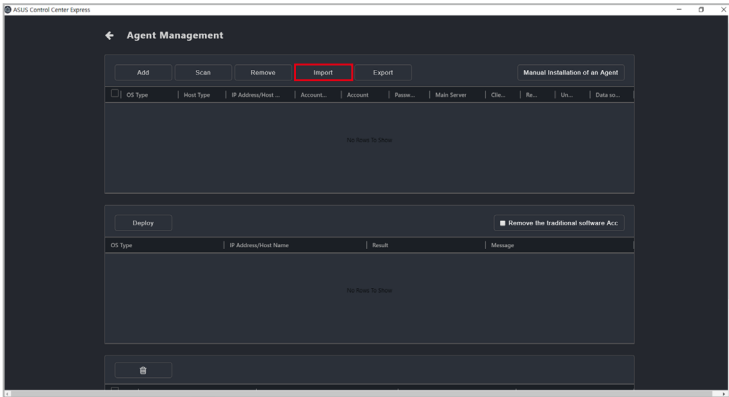 ASUS Control Center Express
Agent Management
Add Scan Remove Import Export Manual Installation of an Agent
OS Type Host Type IP Address/Host ... Account... Account Passw... Main Server Clie... Re... Un... Data so...
No Rows To Show
Deploy Remove the traditional software Acc
OS Type IP Address/Host Name Result Message
No Rows To Show